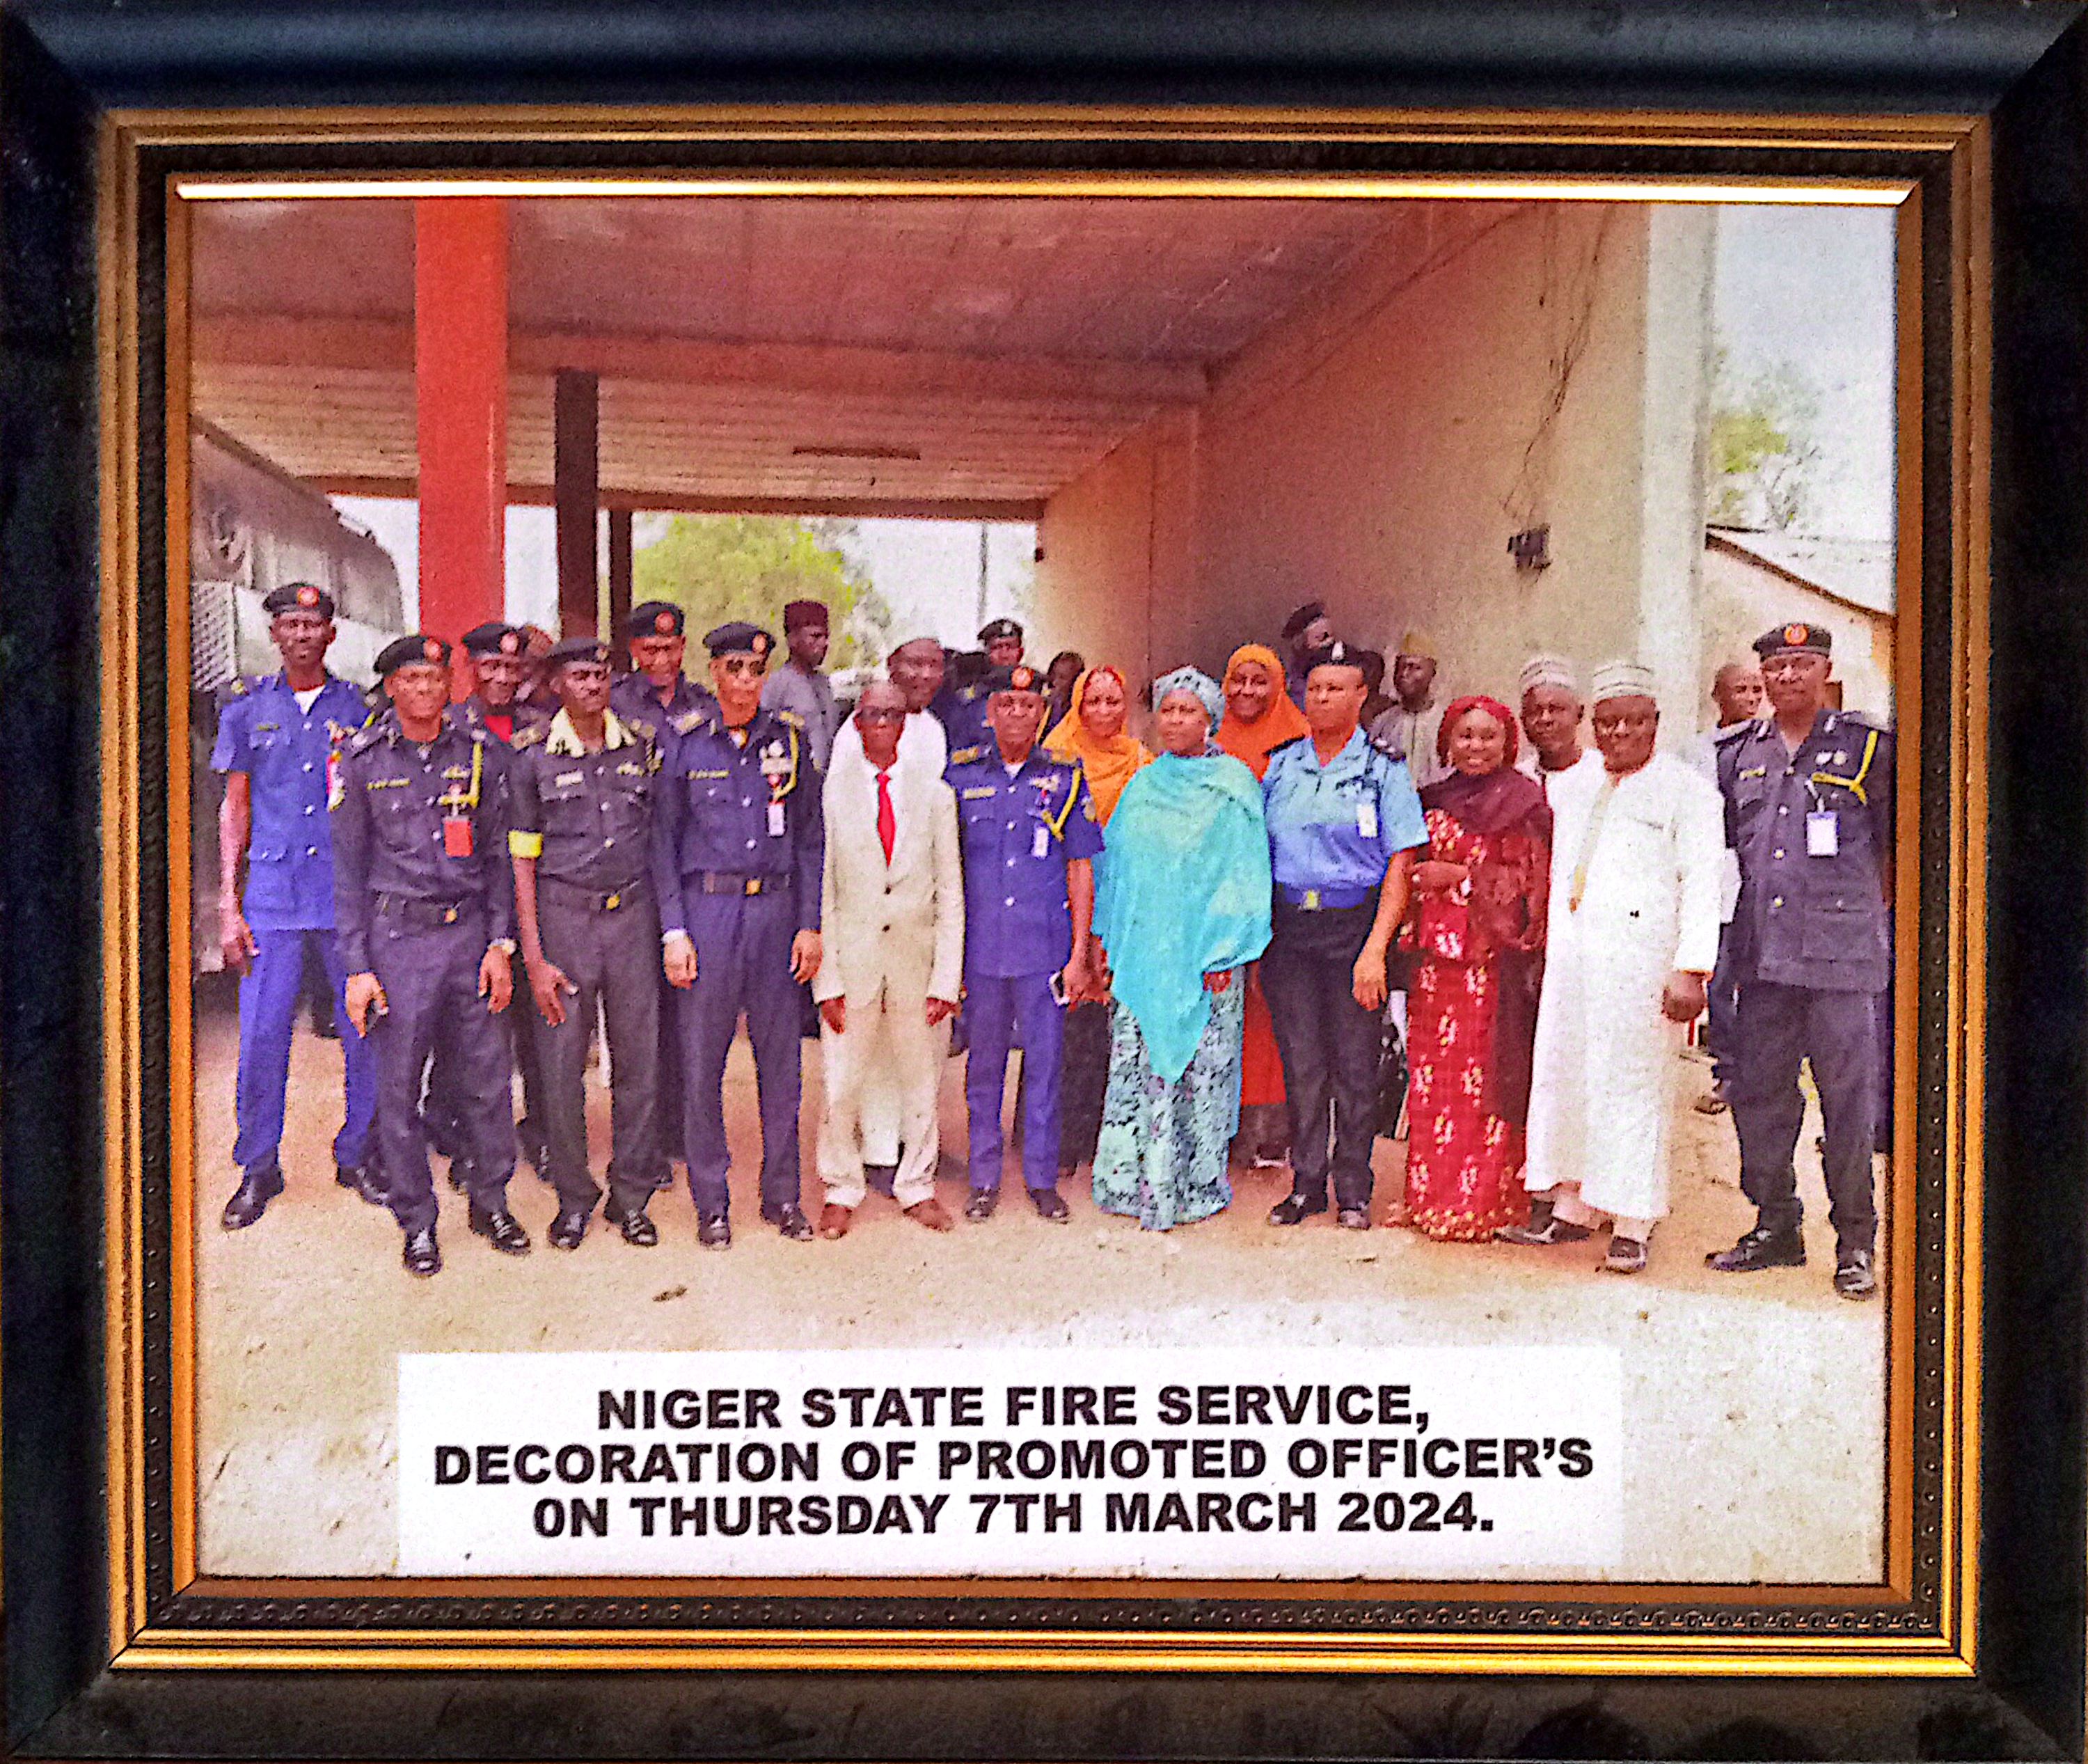 NIGER STATE FIRE SERVICE,
DECORATION OF PROMOTED OFFICER’S
0N THURSDAY 7TH MARCH 2024.